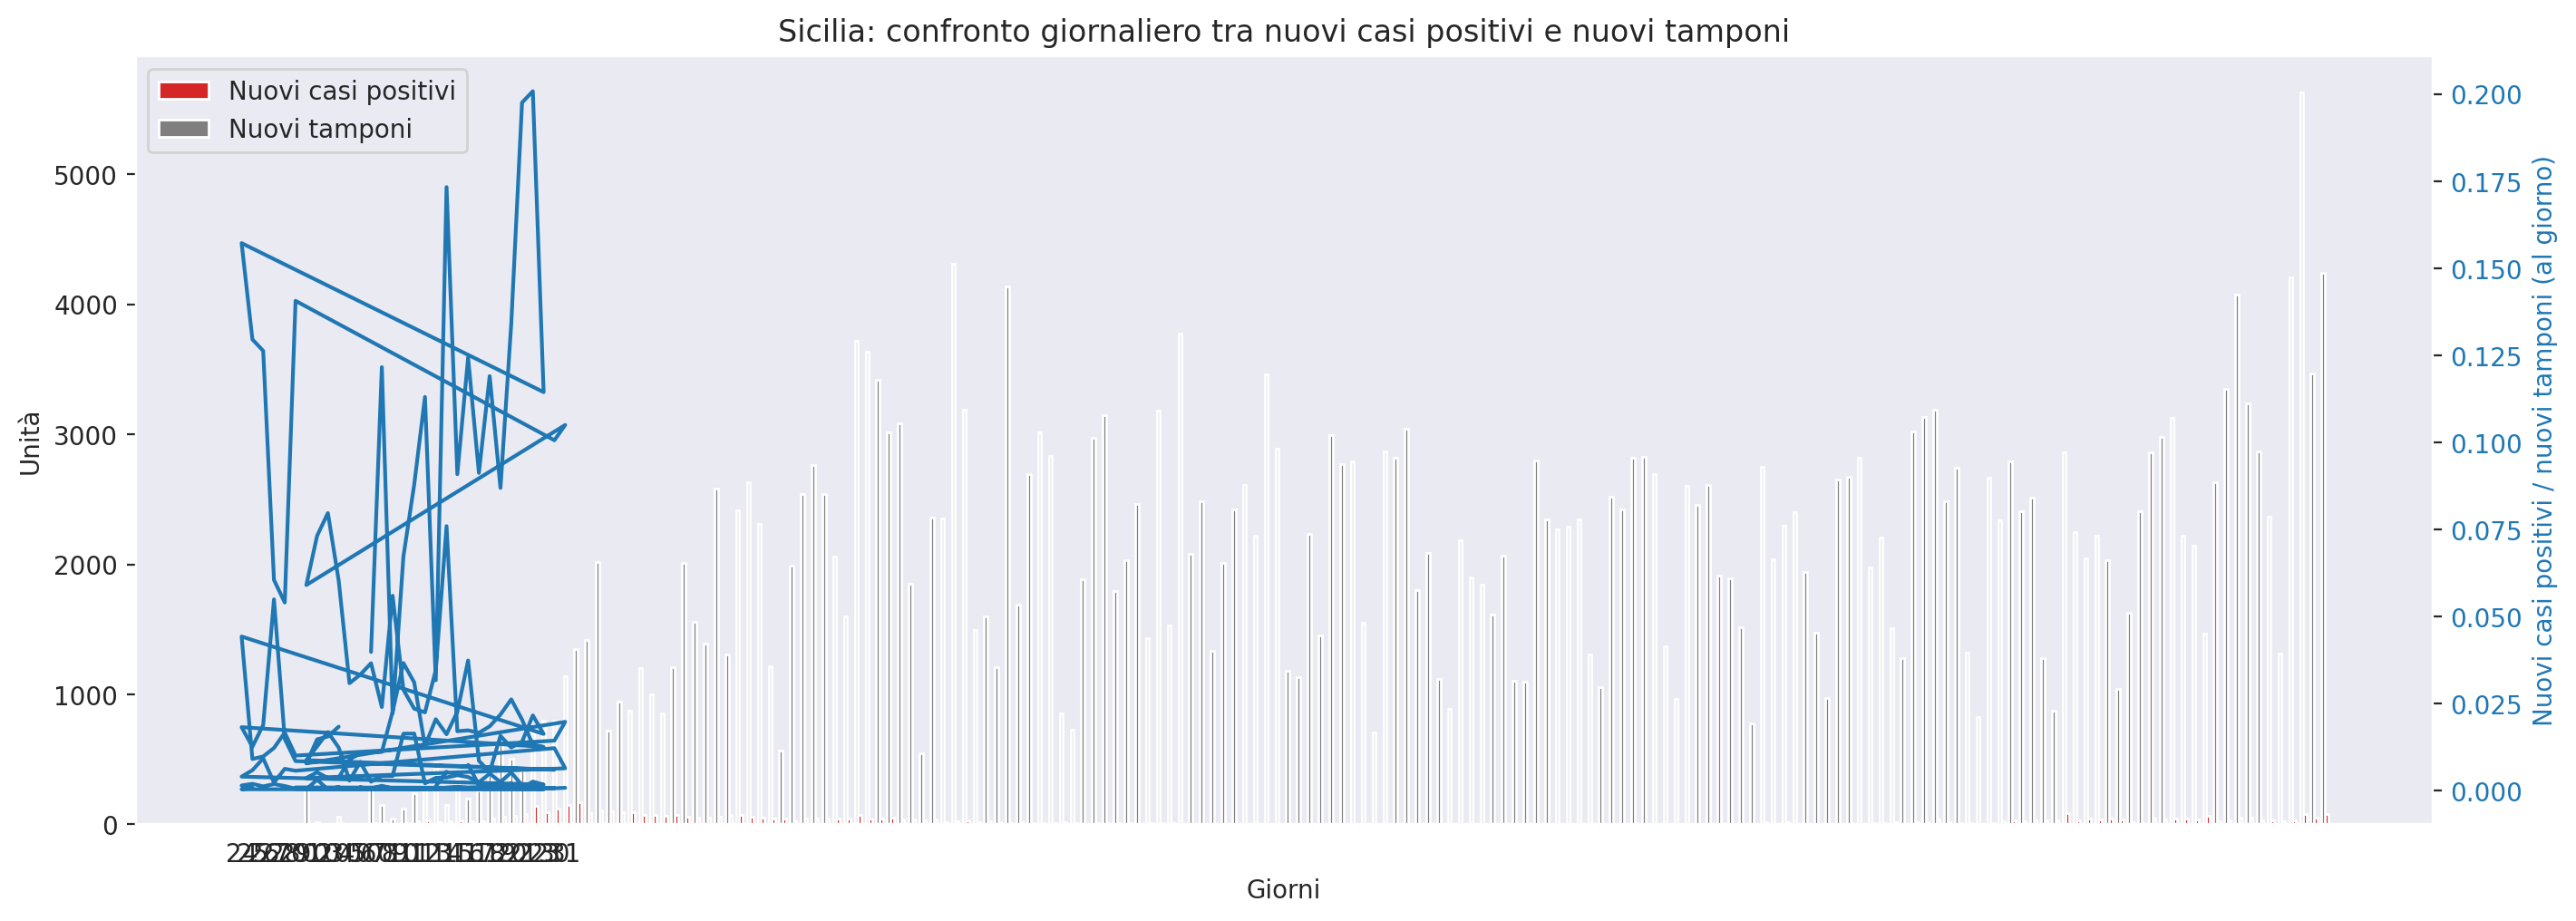 Sicilia: confronto giornaliero tra nuovi casi positivi e nuovi tamponi
Nuovi casi positivi
Nuovi tamponi
Unità
5000
4000
3000
2000
1000
0
0.200
0.175
0.150
0.125
0.100
0.075
0.050
0.025
0.000
Nuovi casi positivi / nuovi tamponi (al giorno)
Giorni